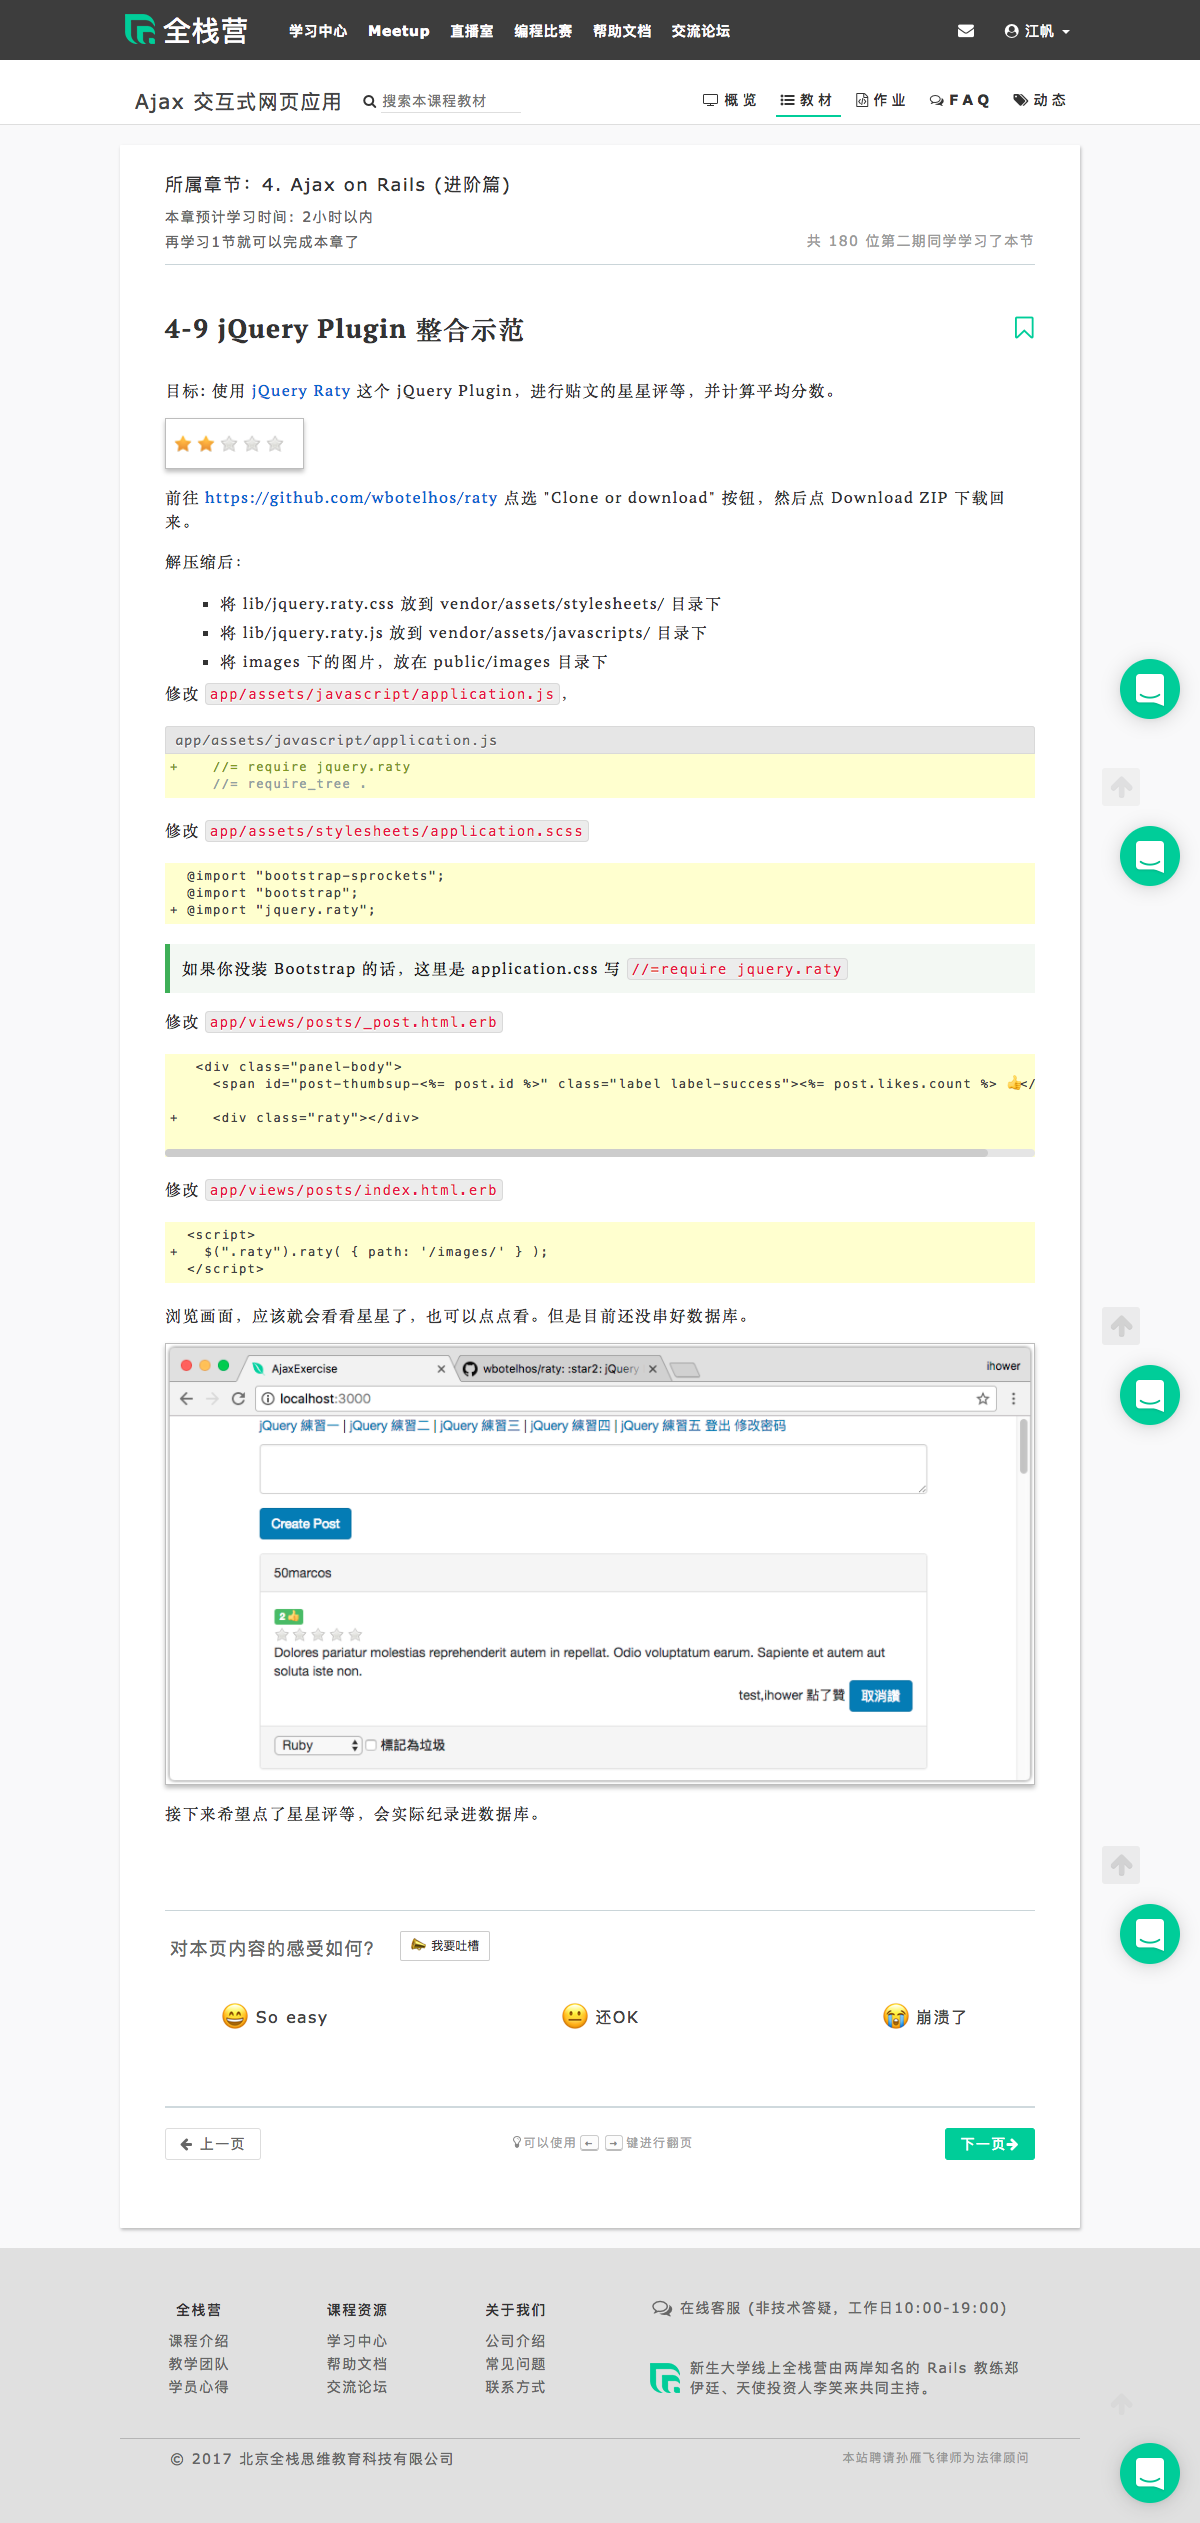 全栈营 学习中心 Meetup 直播室 编程比赛 帮助文档 交流论坛 江帆
Ajax 交互式网页应用 搜索本课程教材 概览 教材 作业 FAQ 动态
所属章节：4. Ajax on Rails (进阶篇)
本章预计学习时间：2小时以内
再学习1节就可以完成本章了
共 180 位第二期同学学习了本节
4-9 jQuery Plugin 整合示范
目标: 使用 jQuery Raty 这个 jQuery Plugin，进行贴文的星星评等，并计算平均分数。
前往 https://github.com/wbotelhos/raty 点选 "Clone or download" 按钮，然后点 Download ZIP 下载回
来。
解压缩后：
▪ 将 lib/jquery.raty.css 放到 vendor/assets/stylesheets/ 目录下
▪ 将 lib/jquery.raty.js 放到 vendor/assets/javascripts/ 目录下
▪ 将 images 下的图片，放在 public/images 目录下
修改 app/assets/javascript/application.js，
app/assets/javascript/application.js
+    //= require jquery.raty
     //= require_tree .
修改 app/assets/stylesheets/application.scss
  @import "bootstrap-sprockets";
  @import "bootstrap";
+ @import "jquery.raty";
如果你没装 Bootstrap 的话，这里是 application.css 写 //=require jquery.raty
修改 app/views/posts/_post.html.erb
   <div class="panel-body">
     <span id="post-thumbsup-<%= post.id %>" class="label label-success"><%= post.likes.count %> 👍</
+    <div class="raty"></div>
修改 app/views/posts/index.html.erb
  <script>
+   $(".raty").raty( { path: '/images/' } );
  </script>
浏览画面，应该就会看看星星了，也可以点点看。但是目前还没串好数据库。
AjaxExercise wbotelhos/raty: :star2: jQuery ihower
localhost:3000
jQuery 練習一 | jQuery 練習二 | jQuery 練習三 | jQuery 練習四 | jQuery 練習五 登出 修改密码
Create Post
50marcos
2 👍
Dolores pariatur molestias reprehenderit autem in repellat. Odio voluptatum earum. Sapiente et autem aut
soluta iste non.
test,ihower 點了贊 取消讚
Ruby 標記為垃圾
接下来希望点了星星评等，会实际纪录进数据库。
对本页内容的感受如何? 我要吐槽
😄 So easy 😐 还OK 😭 崩溃了
上一页 可以使用 ← → 键进行翻页 下一页
全栈营 课程资源 关于我们 在线客服 (非技术答疑，工作日10:00-19:00)
课程介绍 学习中心 公司介绍
教学团队 帮助文档 常见问题
学员心得 交流论坛 联系方式
新生大学线上全栈营由两岸知名的 Rails 教练郑
伊廷、天使投资人李笑来共同主持。
© 2017 北京全栈思维教育科技有限公司 本站聘请孙雁飞律师为法律顾问